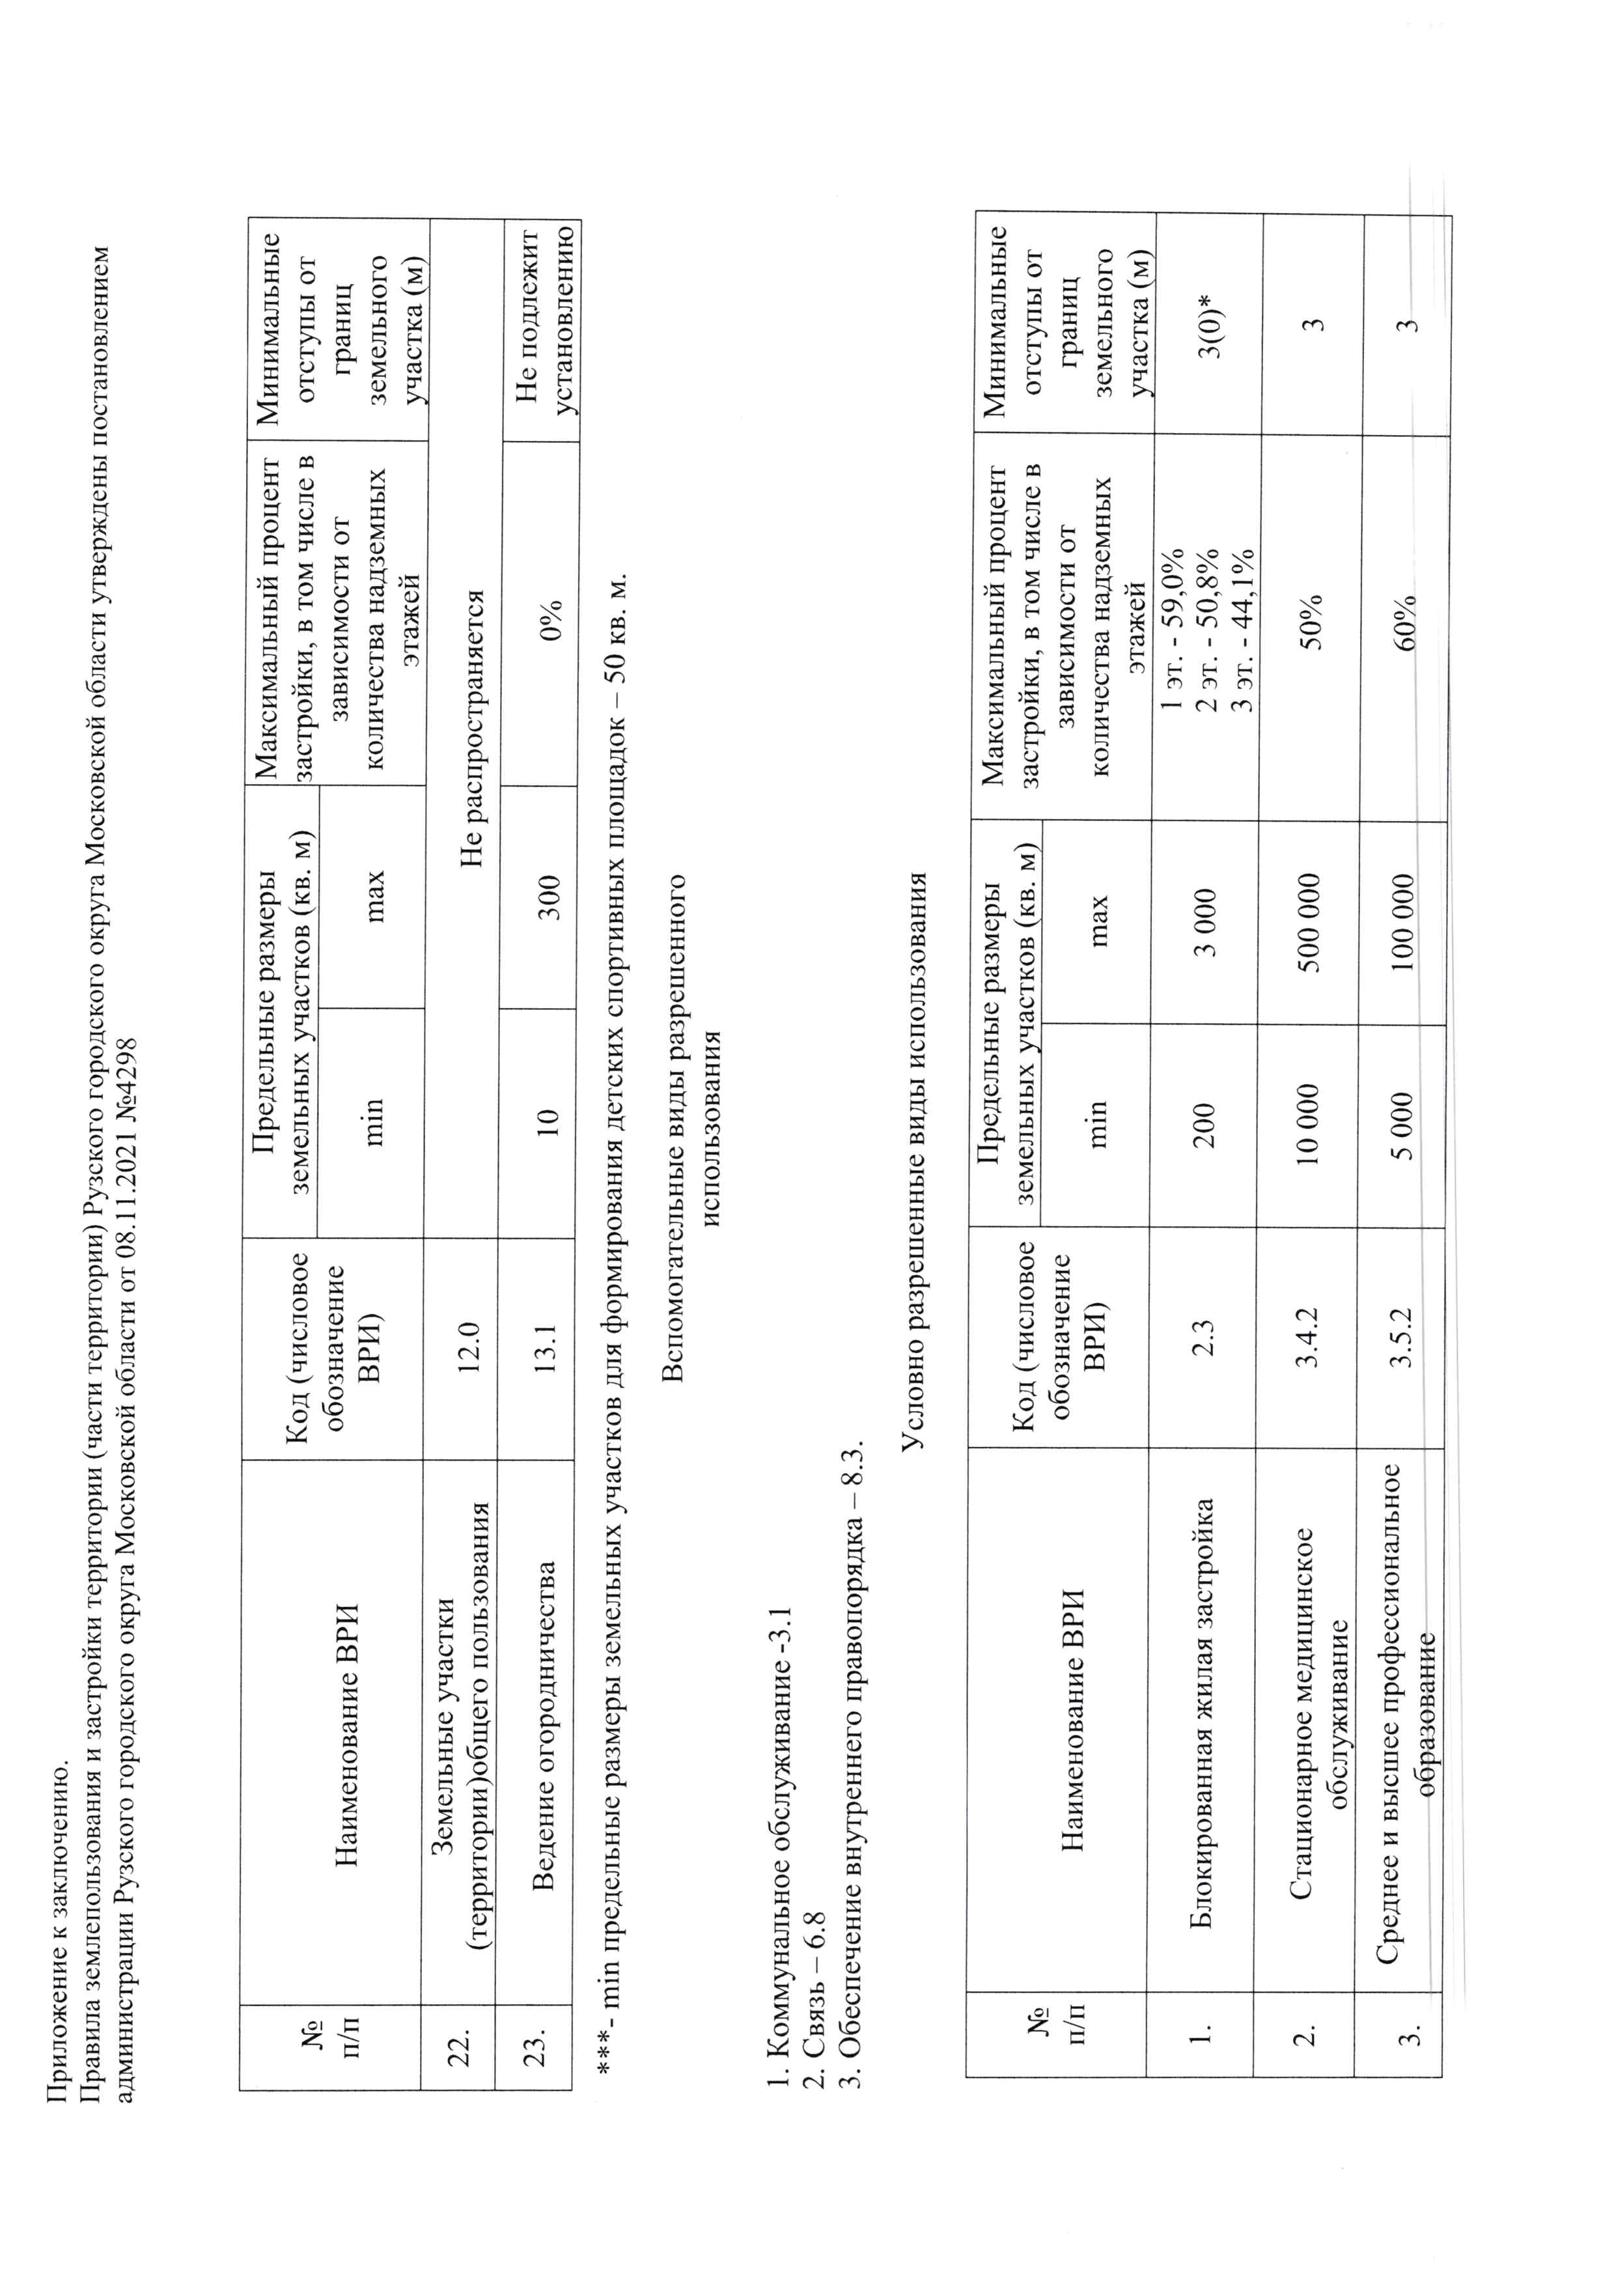 Приложение к заключению.
Правила землепользования и застройки территории (части территории) Рузского городского округа Московской области утверждены постановлением
администрации Рузского городского округа Московской области от 08.11.2021 №4298
№
п/п
Наименование ВРИ
Код (числовое
обозначение
ВРИ)
Предельные размеры
земельных участков (кв. м)
min
max
Максимальный процент
застройки, в том числе в
зависимости от
количества надземных
этажей
Минимальные
отступы от
границ
земельного
участка (м)
22.
Земельные участки
(территории)общего пользования
12.0
Не распространяется
23.
Ведение огородничества
13.1
10
300
0%
Не подлежит
установлению
***- min предельные размеры земельных участков для формирования детских спортивных площадок – 50 кв. м.
Вспомогательные виды разрешенного
использования
1. Коммунальное обслуживание -3.1
2. Связь – 6.8
3. Обеспечение внутреннего правопорядка – 8.3.
Условно разрешенные виды использования
№
п/п
Наименование ВРИ
Код (числовое
обозначение
ВРИ)
Предельные размеры
земельных участков (кв. м)
min
max
Максимальный процент
застройки, в том числе в
зависимости от
количества надземных
этажей
Минимальные
отступы от
границ
земельного
участка (м)
1.
Блокированная жилая застройка
2.3
200
3 000
1 эт. - 59,0%
2 эт. - 50,8%
3 эт. - 44,1%
3(0)*
2.
Стационарное медицинское
обслуживание
3.4.2
10 000
500 000
50%
3
3.
Среднее и высшее профессиональное
образование
3.5.2
5 000
100 000
60%
3